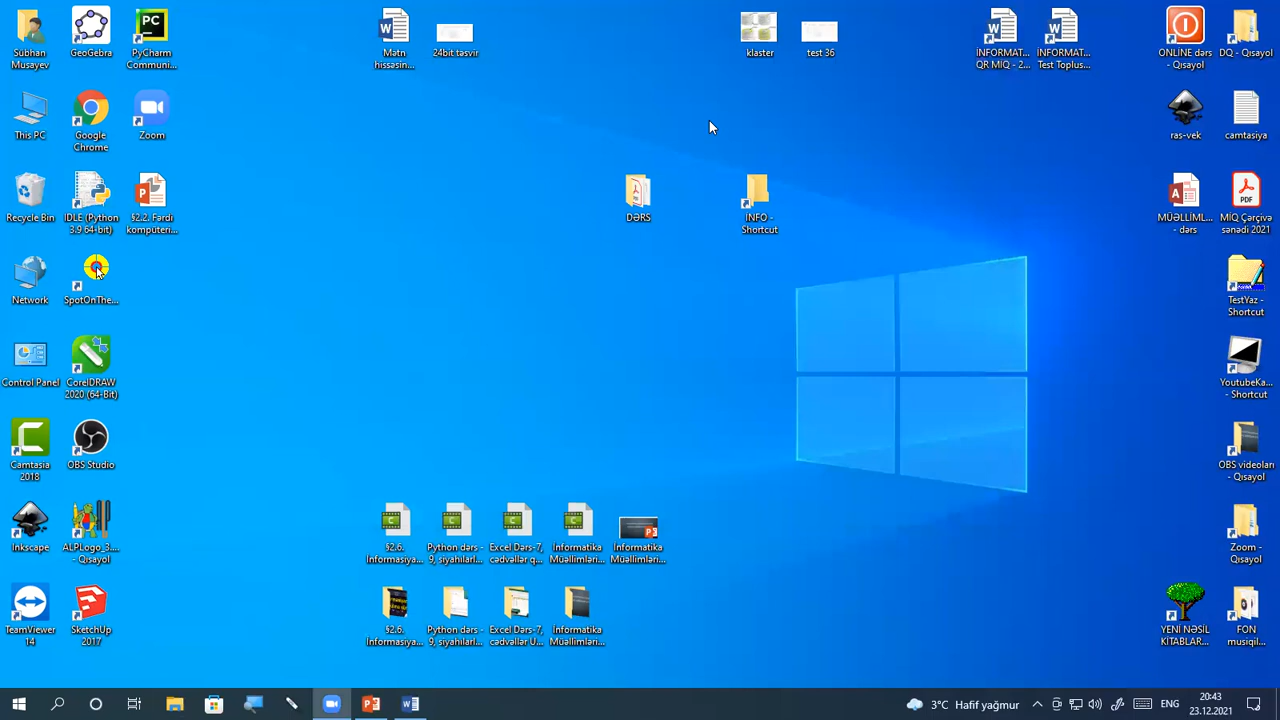 Sübhan
Musayev
GeoGebra
PyCharm
Communi...
Mətn
hissəsin...
24bit təsvir
klaster
test 36
İNFORMAT...
QR MİQ - 2...
İNFORMAT...
Test Toplus...
ONLİNE dərs
- Qısayol
DQ - Qısayol
This PC
Google
Chrome
Zoom
ras-vek
camtasiya
Recycle Bin
IDLE (Python
3.9 64-bit)
§2.2. Fərdi
kompüteri...
DƏRS
İNFO -
Shortcut
MÜƏLLİML...
- dərs
MİQ Çərçivə
sənədi 2021
Network
SpotOnThe...
TestYaz -
Shortcut
Control Panel
CorelDRAW
2020 (64-Bit)
YoutubeKa...
- Shortcut
Camtasia
2018
OBS Studio
OBS videoları
- Qısayol
Inkscape
ALPLogo_3....
- Qısayol
§2.6.
İnformasiya...
Python dərs -
9, siyahılarl...
Excel Dərs-7,
cədvəllər q...
İnformatika
Müəllimləri...
İnformatika
Müəllimləri...
Zoom -
Qısayol
TeamViewer
14
SketchUp
2017
§2.6.
İnformasiya...
Python dərs -
9, siyahılarl...
Excel Dərs-7,
cədvəllər U...
İnformatika
Müəllimləri...
YENİ NƏSİL
KİTABLAR...
FON
musiqil...
3°C Hafif yağmur
ENG
20:43
23.12.2021